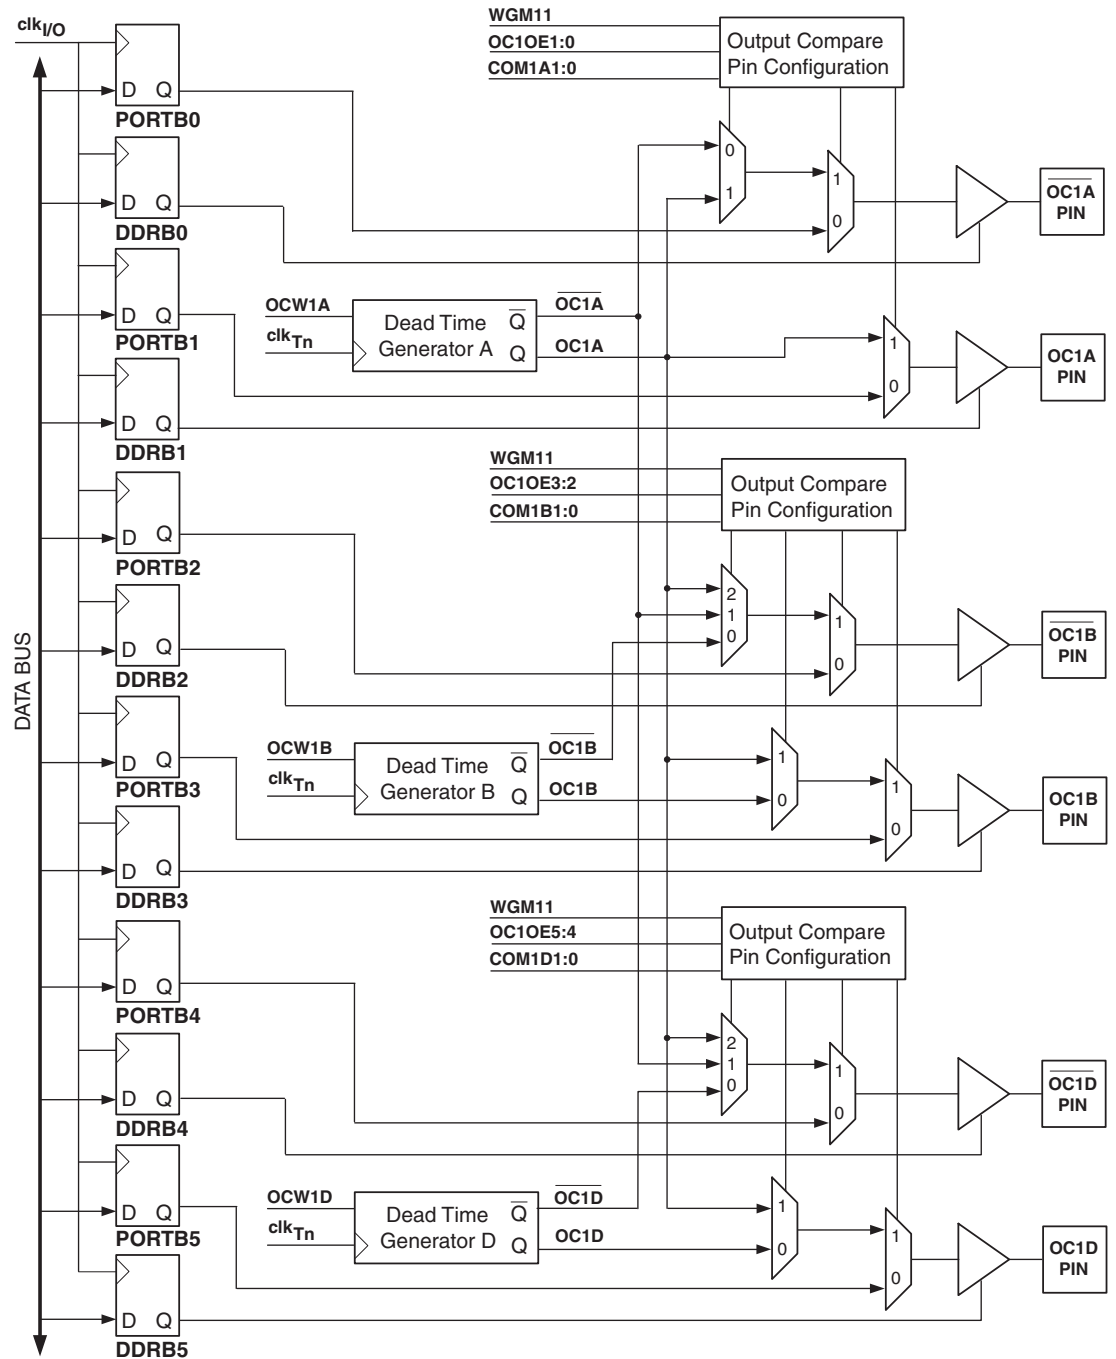 clkI/O
WGM11
OC1OE1:0
COM1A1:0
Output Compare
Pin Configuration
D Q
PORTB0
0
1
1
0
OC1A
PIN
D Q
DDRB0
D Q
PORTB1
OCW1A
clkTn
Dead Time
Generator A
Q
Q
OC1A
OC1A
1
0
OC1A
PIN
D Q
DDRB1
WGM11
OC1OE3:2
COM1B1:0
Output Compare
Pin Configuration
D Q
PORTB2
2
1
0
1
0
OC1B
PIN
D Q
DDRB2
DATA BUS
D Q
PORTB3
OCW1B
clkTn
Dead Time
Generator B
Q
Q
OC1B
OC1B
1
0
1
0
OC1B
PIN
D Q
DDRB3
WGM11
OC1OE5:4
COM1D1:0
Output Compare
Pin Configuration
D Q
PORTB4
2
1
0
1
0
OC1D
PIN
D Q
DDRB4
D Q
PORTB5
OCW1D
clkTn
Dead Time
Generator D
Q
Q
OC1D
OC1D
1
0
1
0
OC1D
PIN
D Q
DDRB5